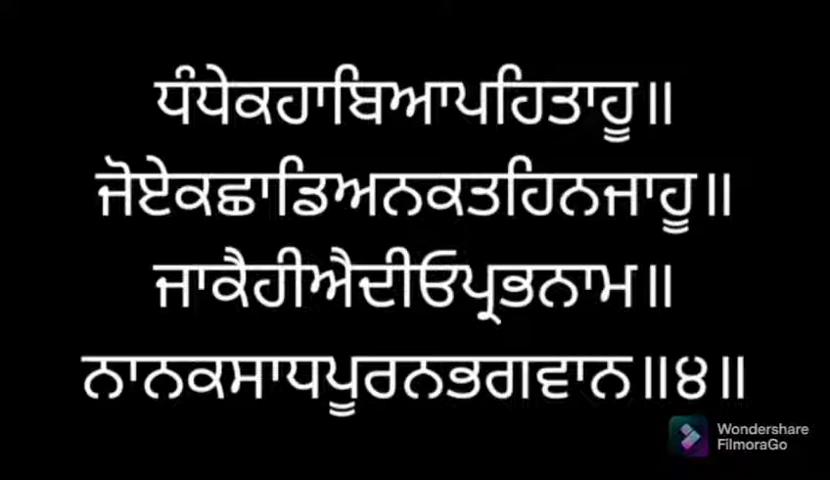 ਧੰਧੇਕਹਾਬਿਆਪਹਿਤਾਹੂ॥
ਜੋਏਕਛਾਡਿਅਨਕਤਹਿਨਜਾਹੂ॥
ਜਾਕੈਹੀਐਦੀਓਪ੍ਰਭਨਾਮ॥
ਨਾਨਕਸਾਧਪੂਰਨਭਗਵਾਨ॥੪॥
Wondershare
FilmoraGo